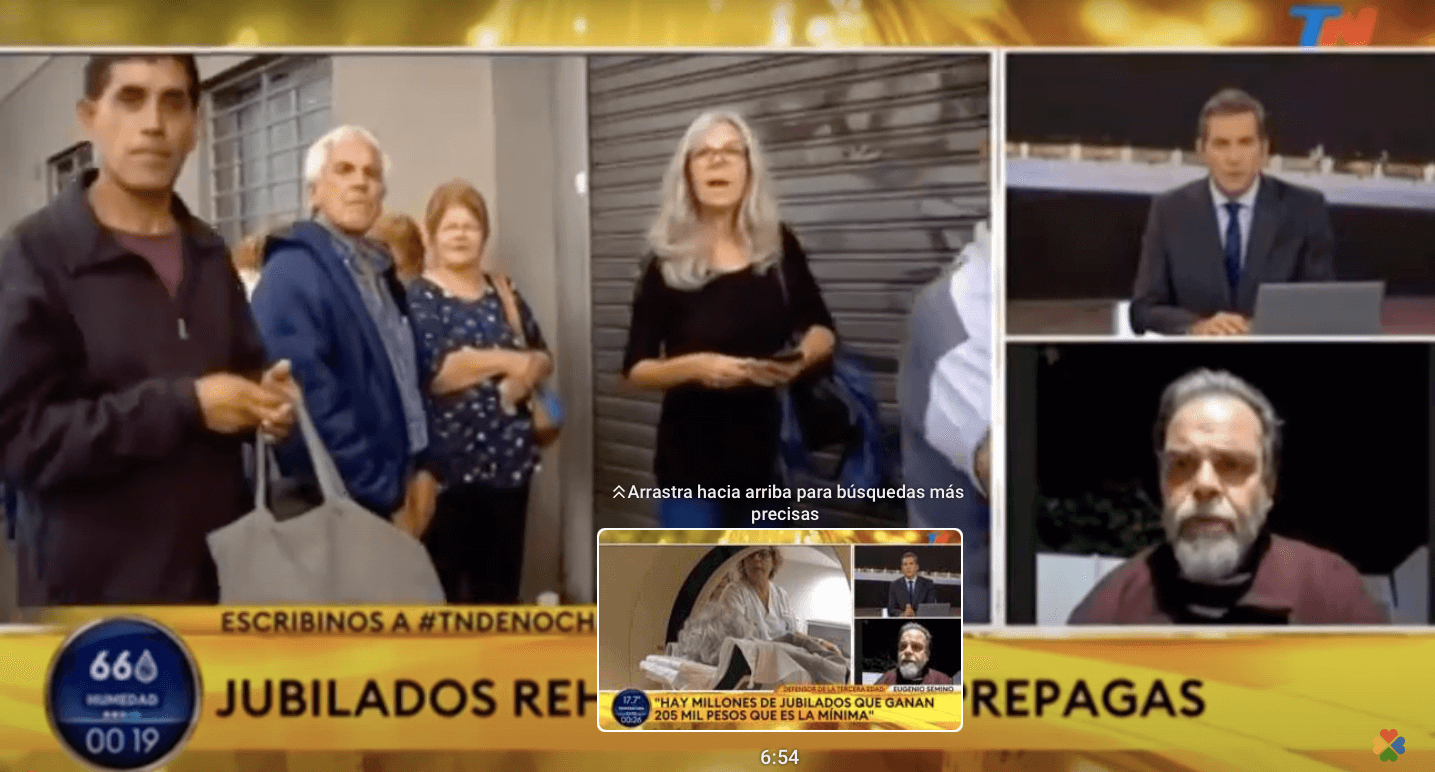 TN
Arrastra hacia arriba para búsquedas más
precisas
ESCRIBINOS A #TNDENOCH
66
HUMEDAD
00 19
JUBILADOS REH
PREPAGAS
DEFENSOR DE LA TERCERA EDAD
EUGENIO SEMINO
17.7°
TEMPERATURA
00:26
"HAY MILLONES DE JUBILADOS QUE GANAN
205 MIL PESOS QUE ES LA MÍNIMA"
6:54